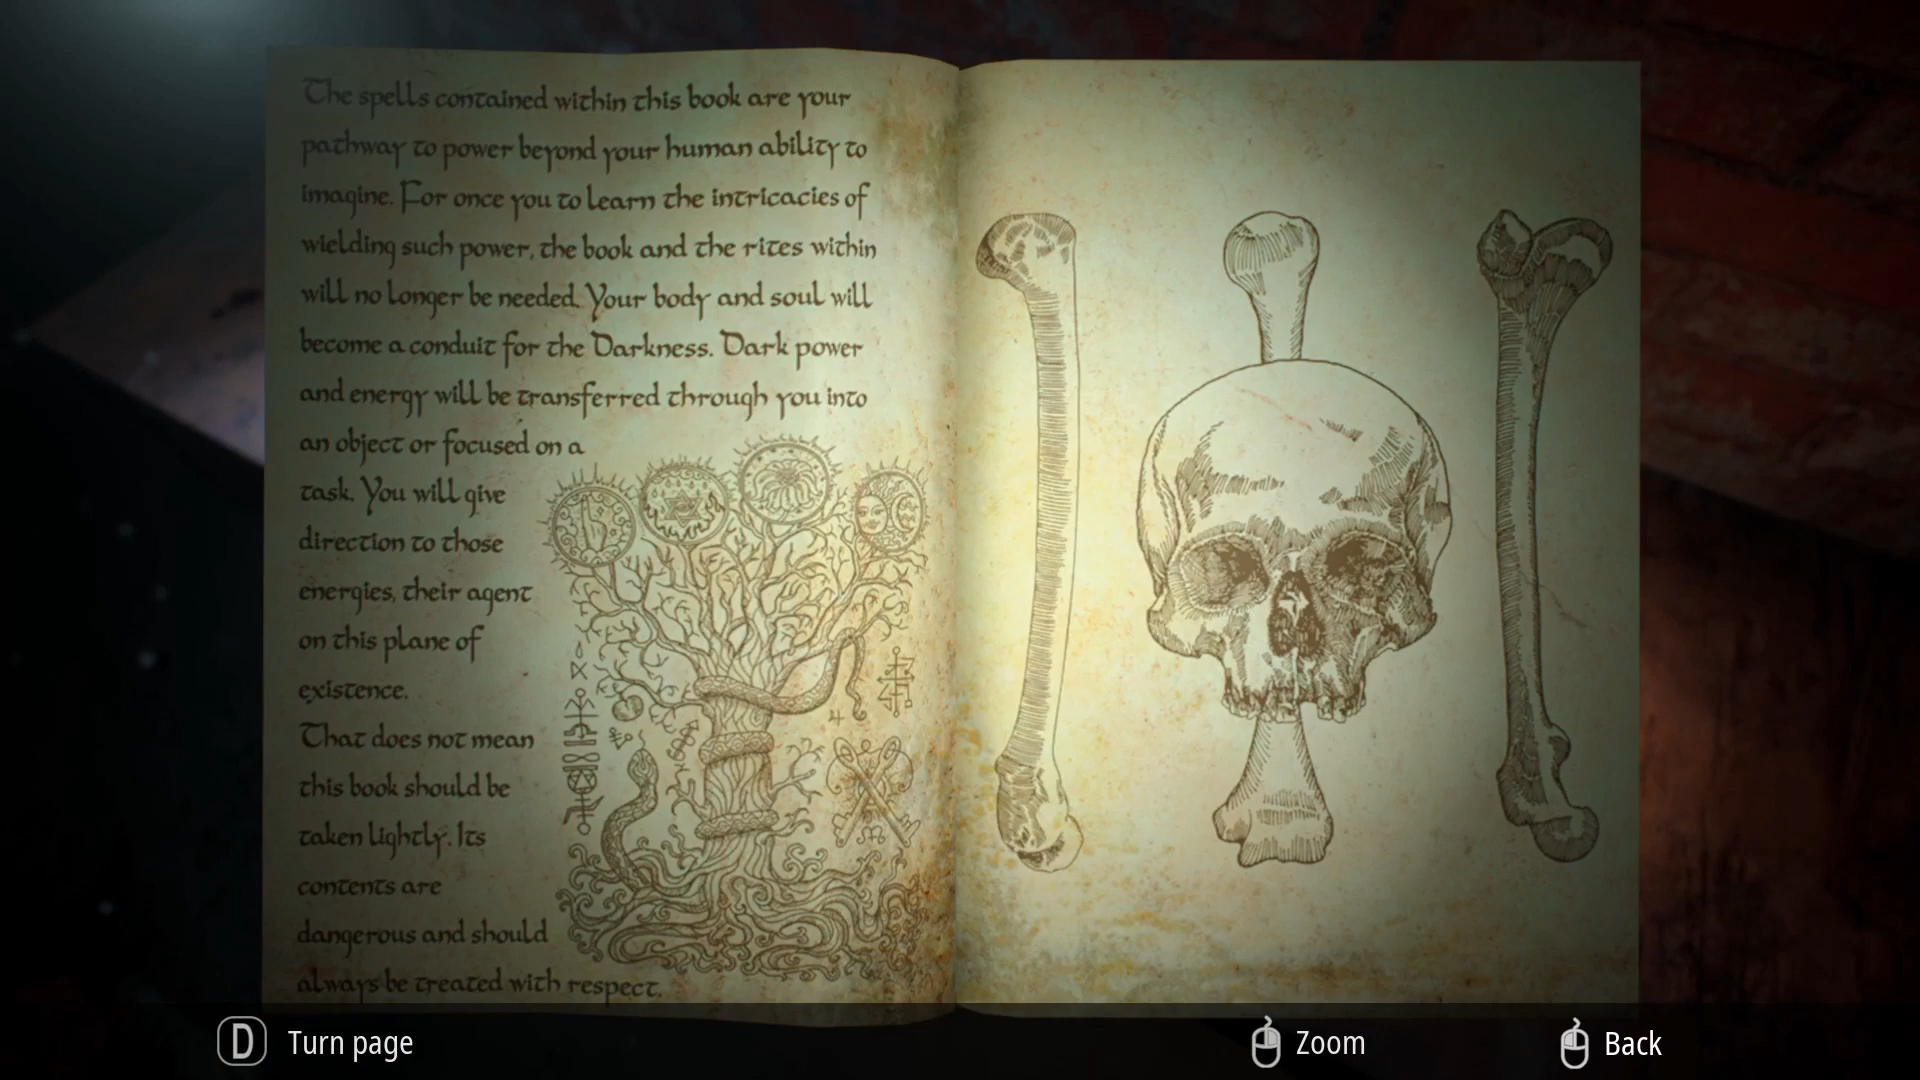 The spells contained within this book are your
pathway to power beyond your human ability to
imagine. For once you to learn the intricacies of
wielding such power, the book and the rites within
will no longer be needed. Your body and soul will
become a conduit for the Darkness. Dark power
and energy will be transferred through you into
an object or focused on a
task. You will give
direction to those
energies, their agent
on this plane of
existence.
That does not mean
this book should be
taken lightly. Its
contents are
dangerous and should
always be treated with respect.
D Turn page
Zoom
Back